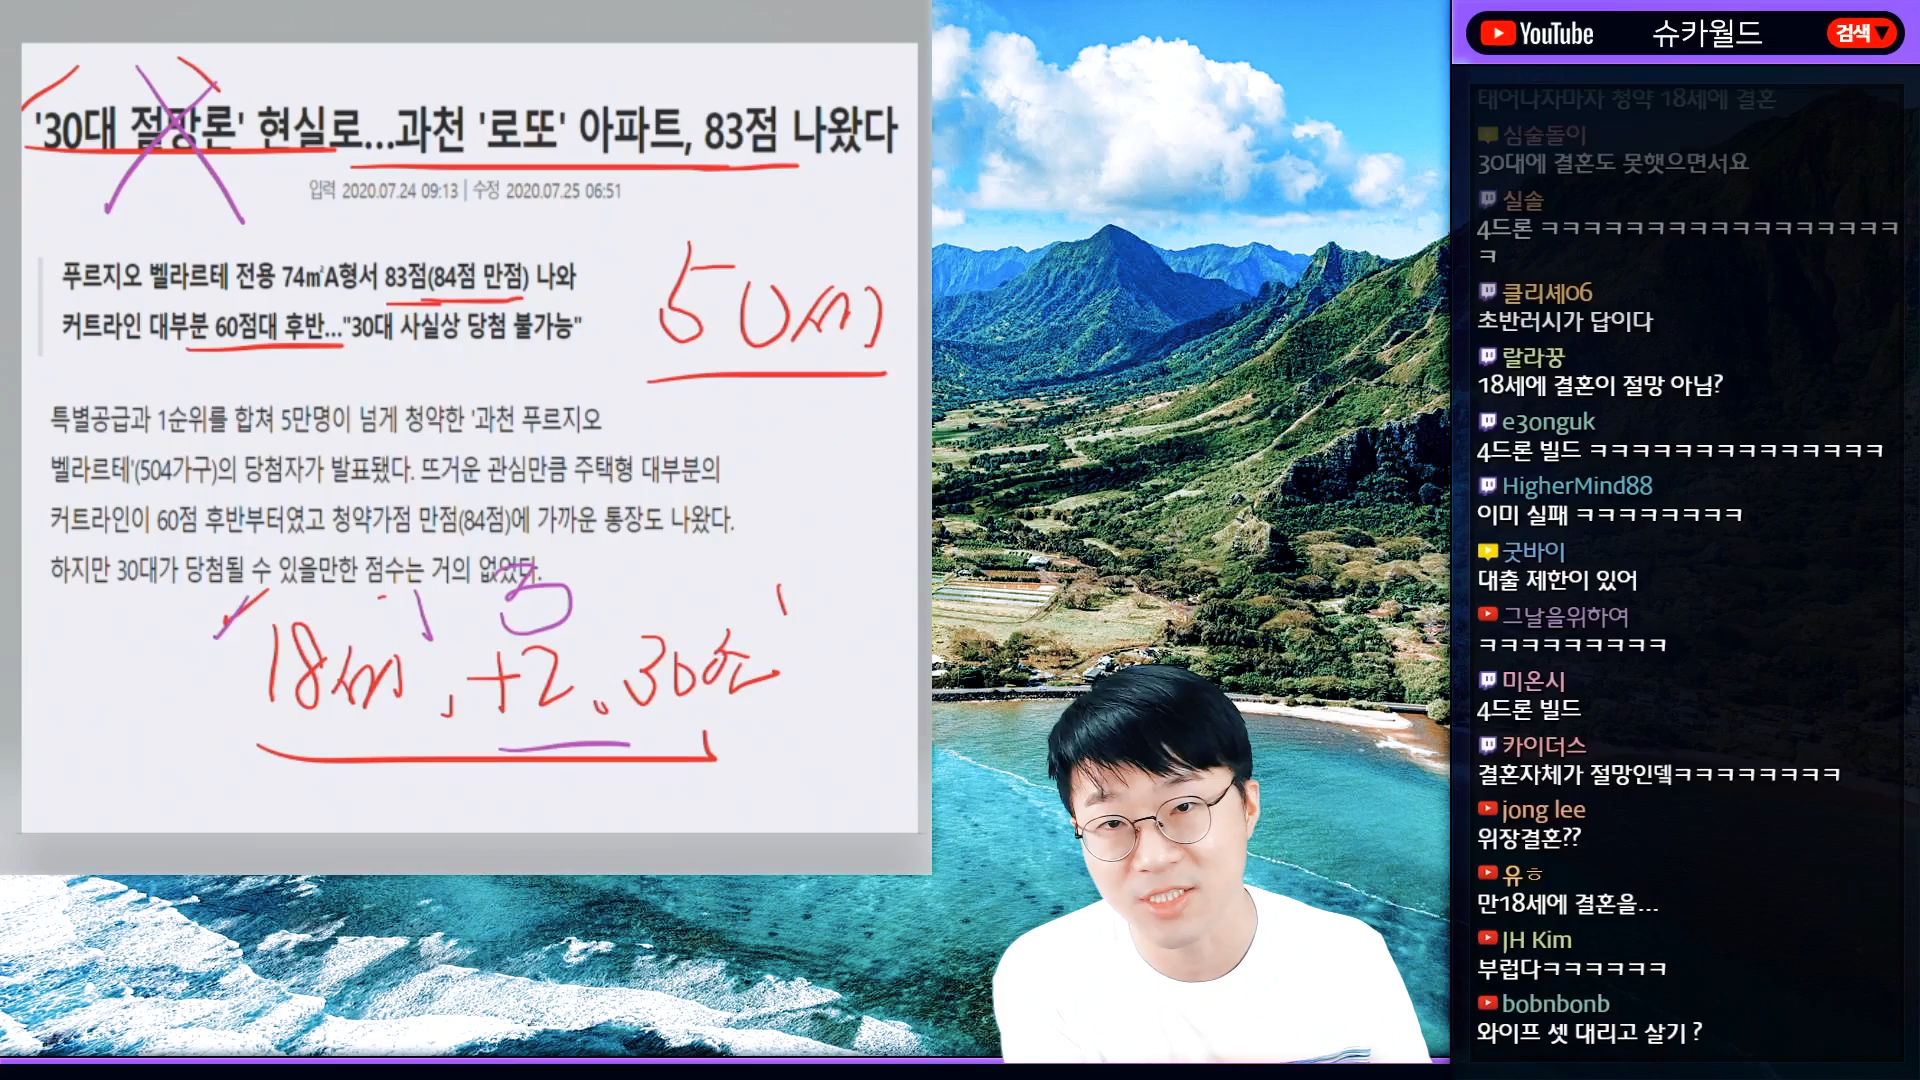 '30대 절망론' 현실로...과천 '로또' 아파트, 83점 나왔다
입력 2020.07.24 09:13 | 수정 2020.07.25 06:51
푸르지오 벨라르테 전용 74㎡A형서 83점(84점 만점) 나와
커트라인 대부분 60점대 후반..."30대 사실상 당첨 불가능"
50세
특별공급과 1순위를 합쳐 5만명이 넘게 청약한 '과천 푸르지오
벨라르테'(504가구)의 당첨자가 발표됐다. 뜨거운 관심만큼 주택형 대부분의
커트라인이 60점 후반부터였고 청약가점 만점(84점)에 가까운 통장도 나왔다.
하지만 30대가 당첨될 수 있을만한 점수는 거의 없었다.
3
18세, +2. 30초
YouTube 슈카월드 검색▼
태어나자마자 청약 18세에 결혼
심술돌이
30대에 결혼도 못했으면서요
실솔
4드론 ㅋㅋㅋㅋㅋㅋㅋㅋㅋㅋㅋㅋㅋㅋㅋㅋㅋ
ㅋ
클리셰06
초반러시가 답이다
랄라꿍
18세에 결혼이 절망 아님?
e3onguk
4드론 빌드 ㅋㅋㅋㅋㅋㅋㅋㅋㅋㅋㅋㅋㅋㅋ
HigherMind88
이미 실패 ㅋㅋㅋㅋㅋㅋㅋㅋ
굿바이
대출 제한이 있어
그날을위하여
ㅋㅋㅋㅋㅋㅋㅋㅋㅋ
미온시
4드론 빌드
카이더스
결혼자체가 절망인뎈ㅋㅋㅋㅋㅋㅋㅋㅋ
jong lee
위장결혼??
유ㅎ
만18세에 결혼을...
JH Kim
부럽다ㅋㅋㅋㅋㅋㅋ
bobnbonb
와이프 셋 대리고 살기 ?